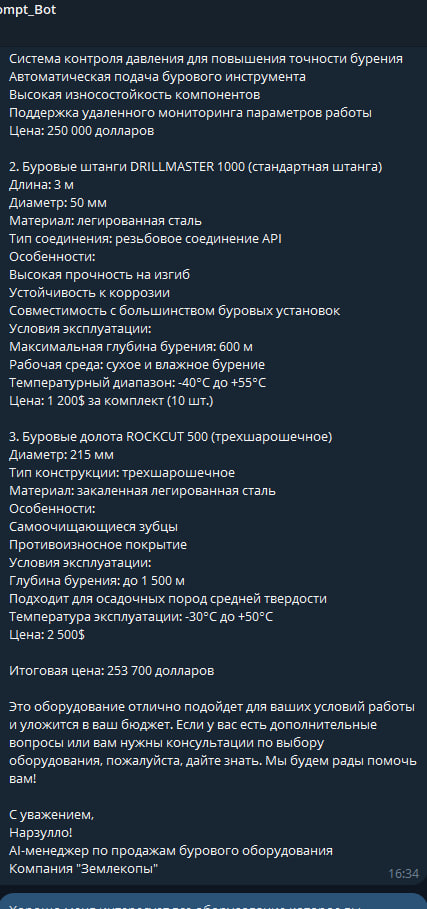 ompt_Bot
Система контроля давления для повышения точности бурения
Автоматическая подача бурового инструмента
Высокая износостойкость компонентов
Поддержка удаленного мониторинга параметров работы
Цена: 250 000 долларов
2. Буровые штанги DRILLMASTER 1000 (стандартная штанга)
Длина: 3 м
Диаметр: 50 мм
Материал: легированная сталь
Тип соединения: резьбовое соединение API
Особенности:
Высокая прочность на изгиб
Устойчивость к коррозии
Совместимость с большинством буровых установок
Условия эксплуатации:
Максимальная глубина бурения: 600 м
Рабочая среда: сухое и влажное бурение
Температурный диапазон: -40°C до +55°C
Цена: 1 200$ за комплект (10 шт.)
3. Буровые долота ROCKCUT 500 (трехшарошечное)
Диаметр: 215 мм
Тип конструкции: трехшарошечное
Материал: закаленная легированная сталь
Особенности:
Самоочищающиеся зубцы
Противоизносное покрытие
Условия эксплуатации:
Глубина бурения: до 1 500 м
Подходит для осадочных пород средней твердости
Температура эксплуатации: -30°C до +50°C
Цена: 2 500$
Итоговая цена: 253 700 долларов
Это оборудование отлично подойдет для ваших условий работы
и уложится в ваш бюджет. Если у вас есть дополнительные
вопросы или вам нужны консультации по выбору
оборудования, пожалуйста, дайте знать. Мы будем рады помочь
вам!
С уважением,
Нарзулло!
AI-менеджер по продажам бурового оборудования
Компания "Землекопы"
16:34